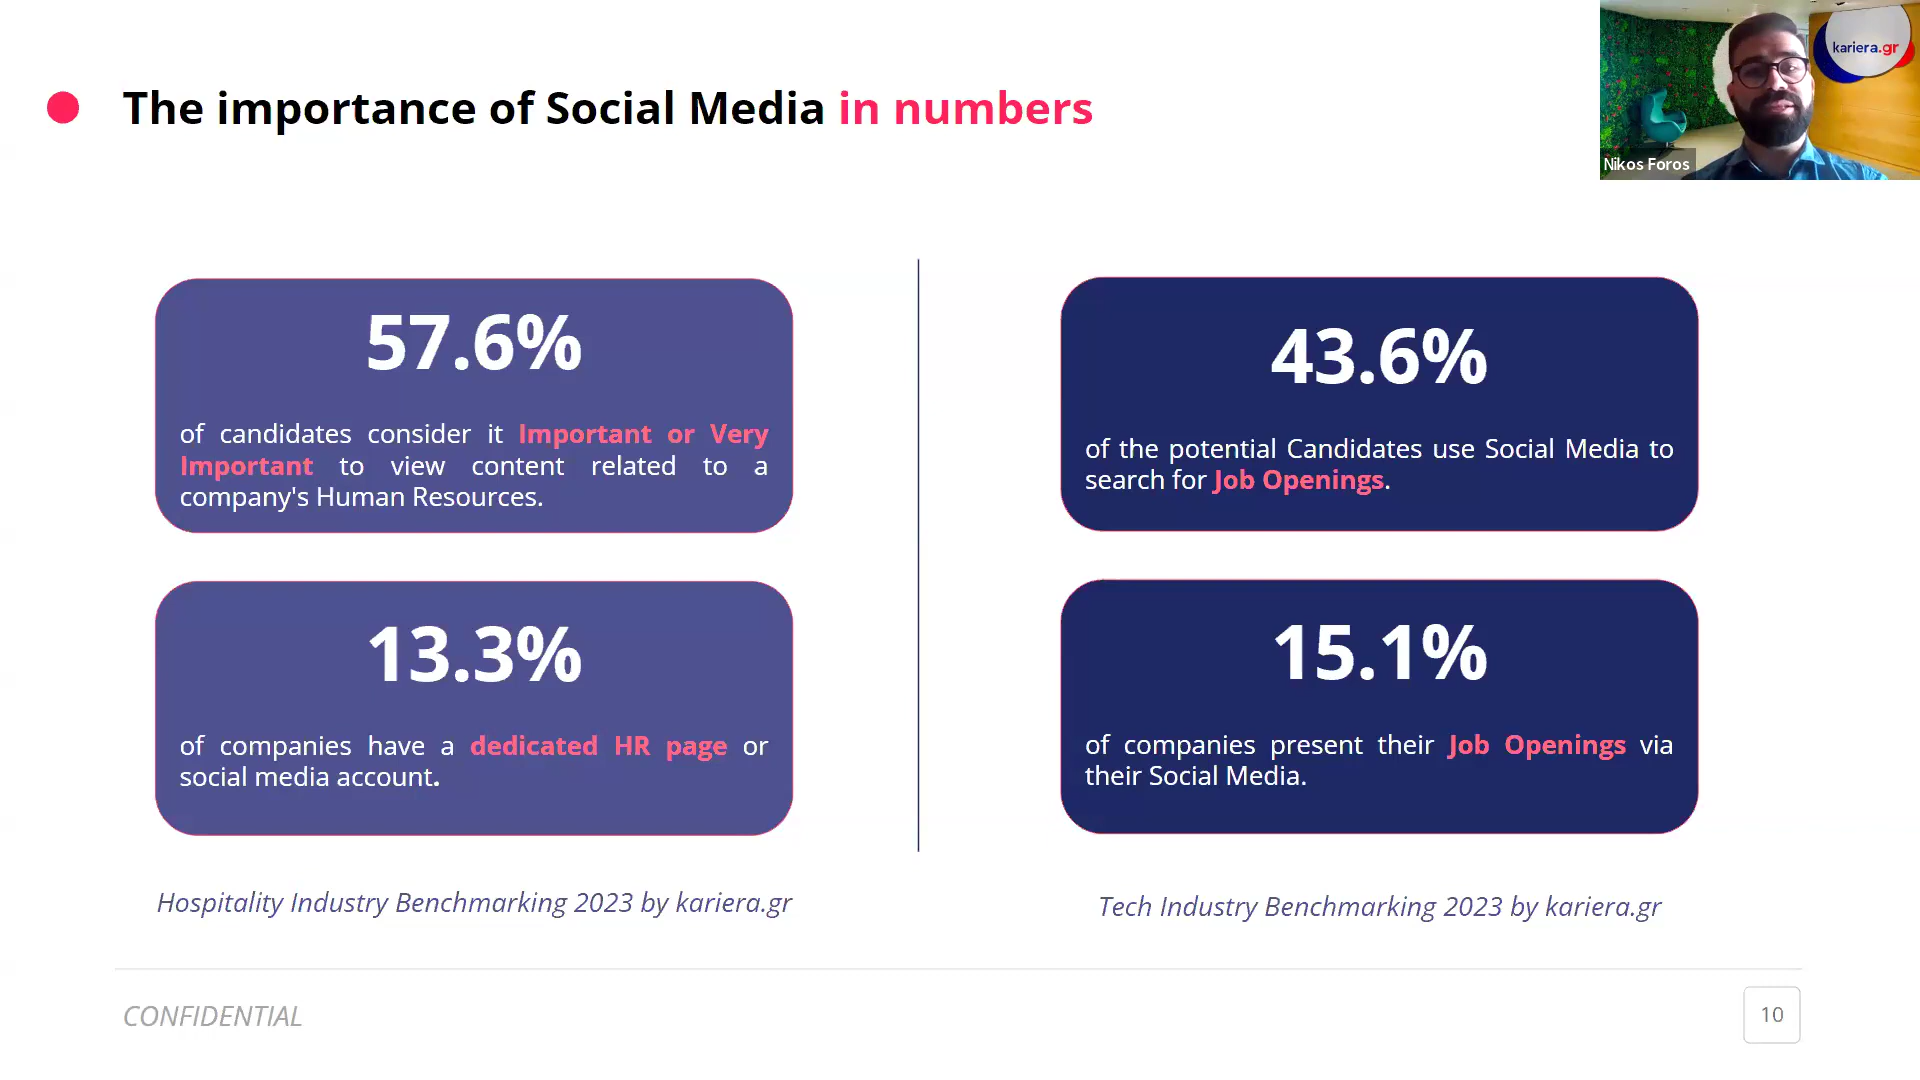 The importance of Social Media in numbers
kariera.gr
Nikos Foros
57.6%
of candidates consider it Important or Very
Important to view content related to a
company's Human Resources.
13.3%
of companies have a dedicated HR page or
social media account.
Hospitality Industry Benchmarking 2023 by kariera.gr
43.6%
of the potential Candidates use Social Media to
search for Job Openings.
15.1%
of companies present their Job Openings via
their Social Media.
Tech Industry Benchmarking 2023 by kariera.gr
CONFIDENTIAL
10